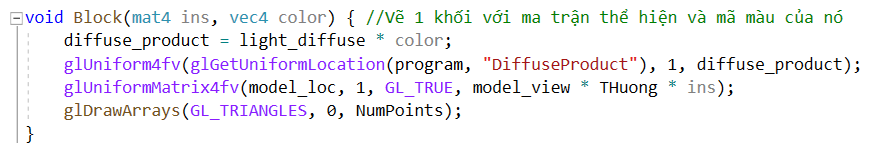 void Block(mat4 ins, vec4 color) { //Vẽ 1 khối với ma trận thể hiện và mã màu của nó
diffuse_product = light_diffuse * color;
glUniform4fv(glGetUniformLocation(program, "DiffuseProduct"), 1, diffuse_product);
glUniformMatrix4fv(model_loc, 1, GL_TRUE, model_view * THuong * ins);
glDrawArrays(GL_TRIANGLES, 0, NumPoints);
}